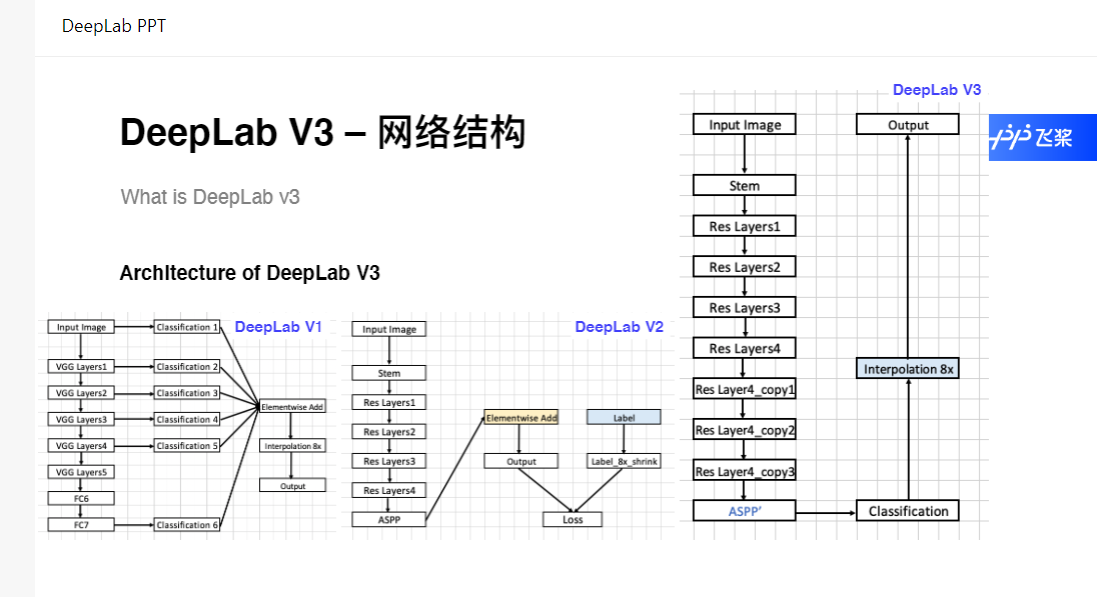 DeepLab PPT
DeepLab V3 – 网络结构
What is DeepLab v3
ArchItecture of DeepLab V3
DeepLab V1
Input Image
Classification 1
VGG Layers1
Classification 2
VGG Layers2
Classification 3
VGG Layers3
Classification 4
VGG Layers4
Classification 5
VGG Layers5
FC6
FC7
Classification 6
Elementwise Add
Interpolation 8x
Output
DeepLab V2
Input Image
Stem
Res Layers1
Res Layers2
Res Layers3
Res Layers4
ASPP
Elementwise Add
Label
Output
Label_8x_shrink
Loss
DeepLab V3
Input Image
Stem
Res Layers1
Res Layers2
Res Layers3
Res Layers4
Res Layer4_copy1
Res Layer4_copy2
Res Layer4_copy3
ASPP’
Classification
Interpolation 8x
Output
飞桨